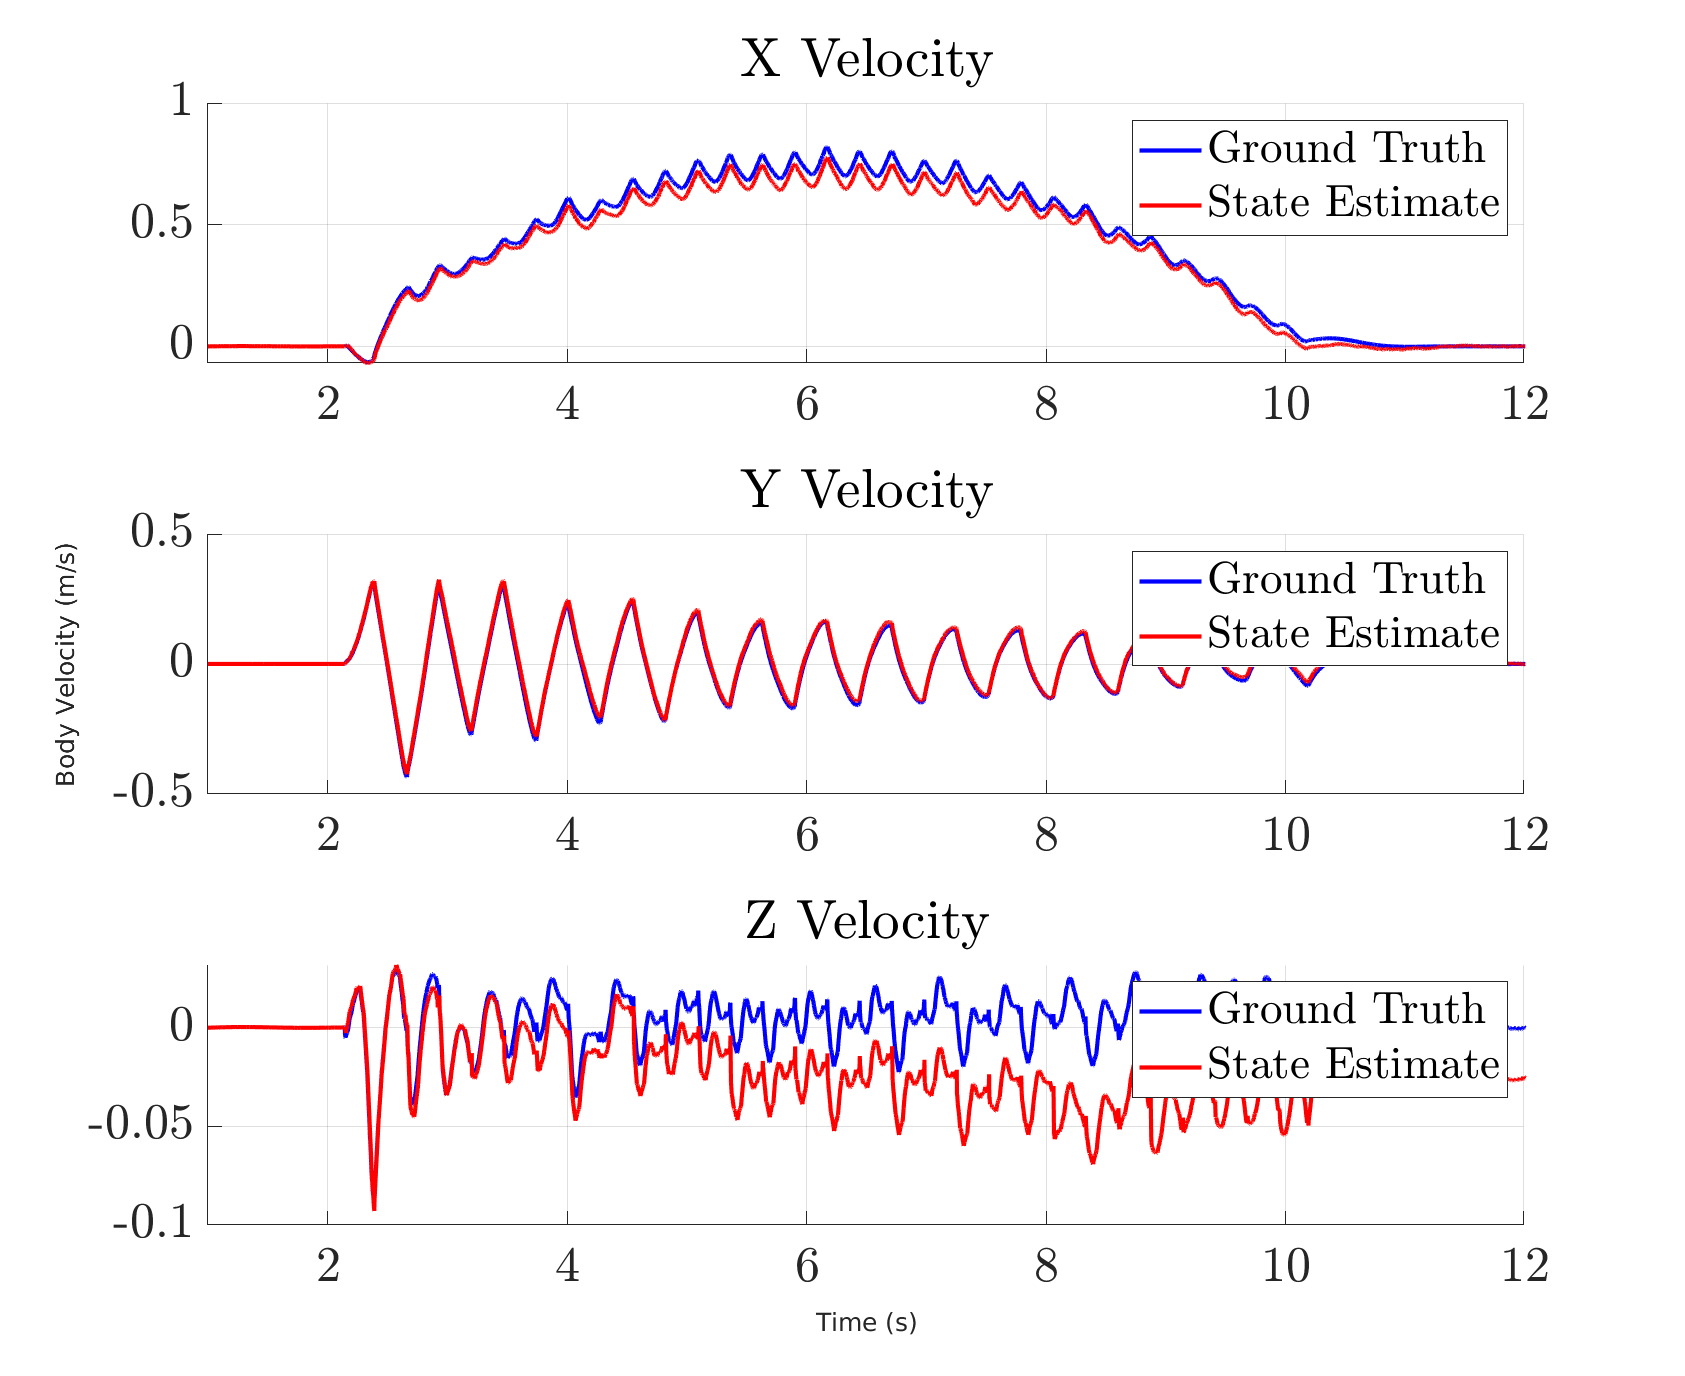 X Velocity
1
0.5
0
Ground Truth
State Estimate
2 4 6 8 10 12
Y Velocity
0.5
0
-0.5
Ground Truth
State Estimate
Body Velocity (m/s)
2 4 6 8 10 12
Z Velocity
0
-0.05
-0.1
Ground Truth
State Estimate
2 4 6 8 10 12
Time (s)